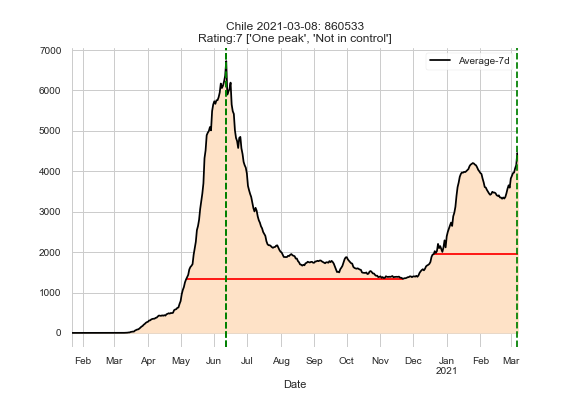 Chile 2021-03-08: 860533
Rating:7 ['One peak', 'Not in control']
Average-7d
7000
6000
5000
4000
3000
2000
1000
0
Feb Mar Apr May Jun Jul Aug Sep Oct Nov Dec Jan Feb Mar
2021
Date